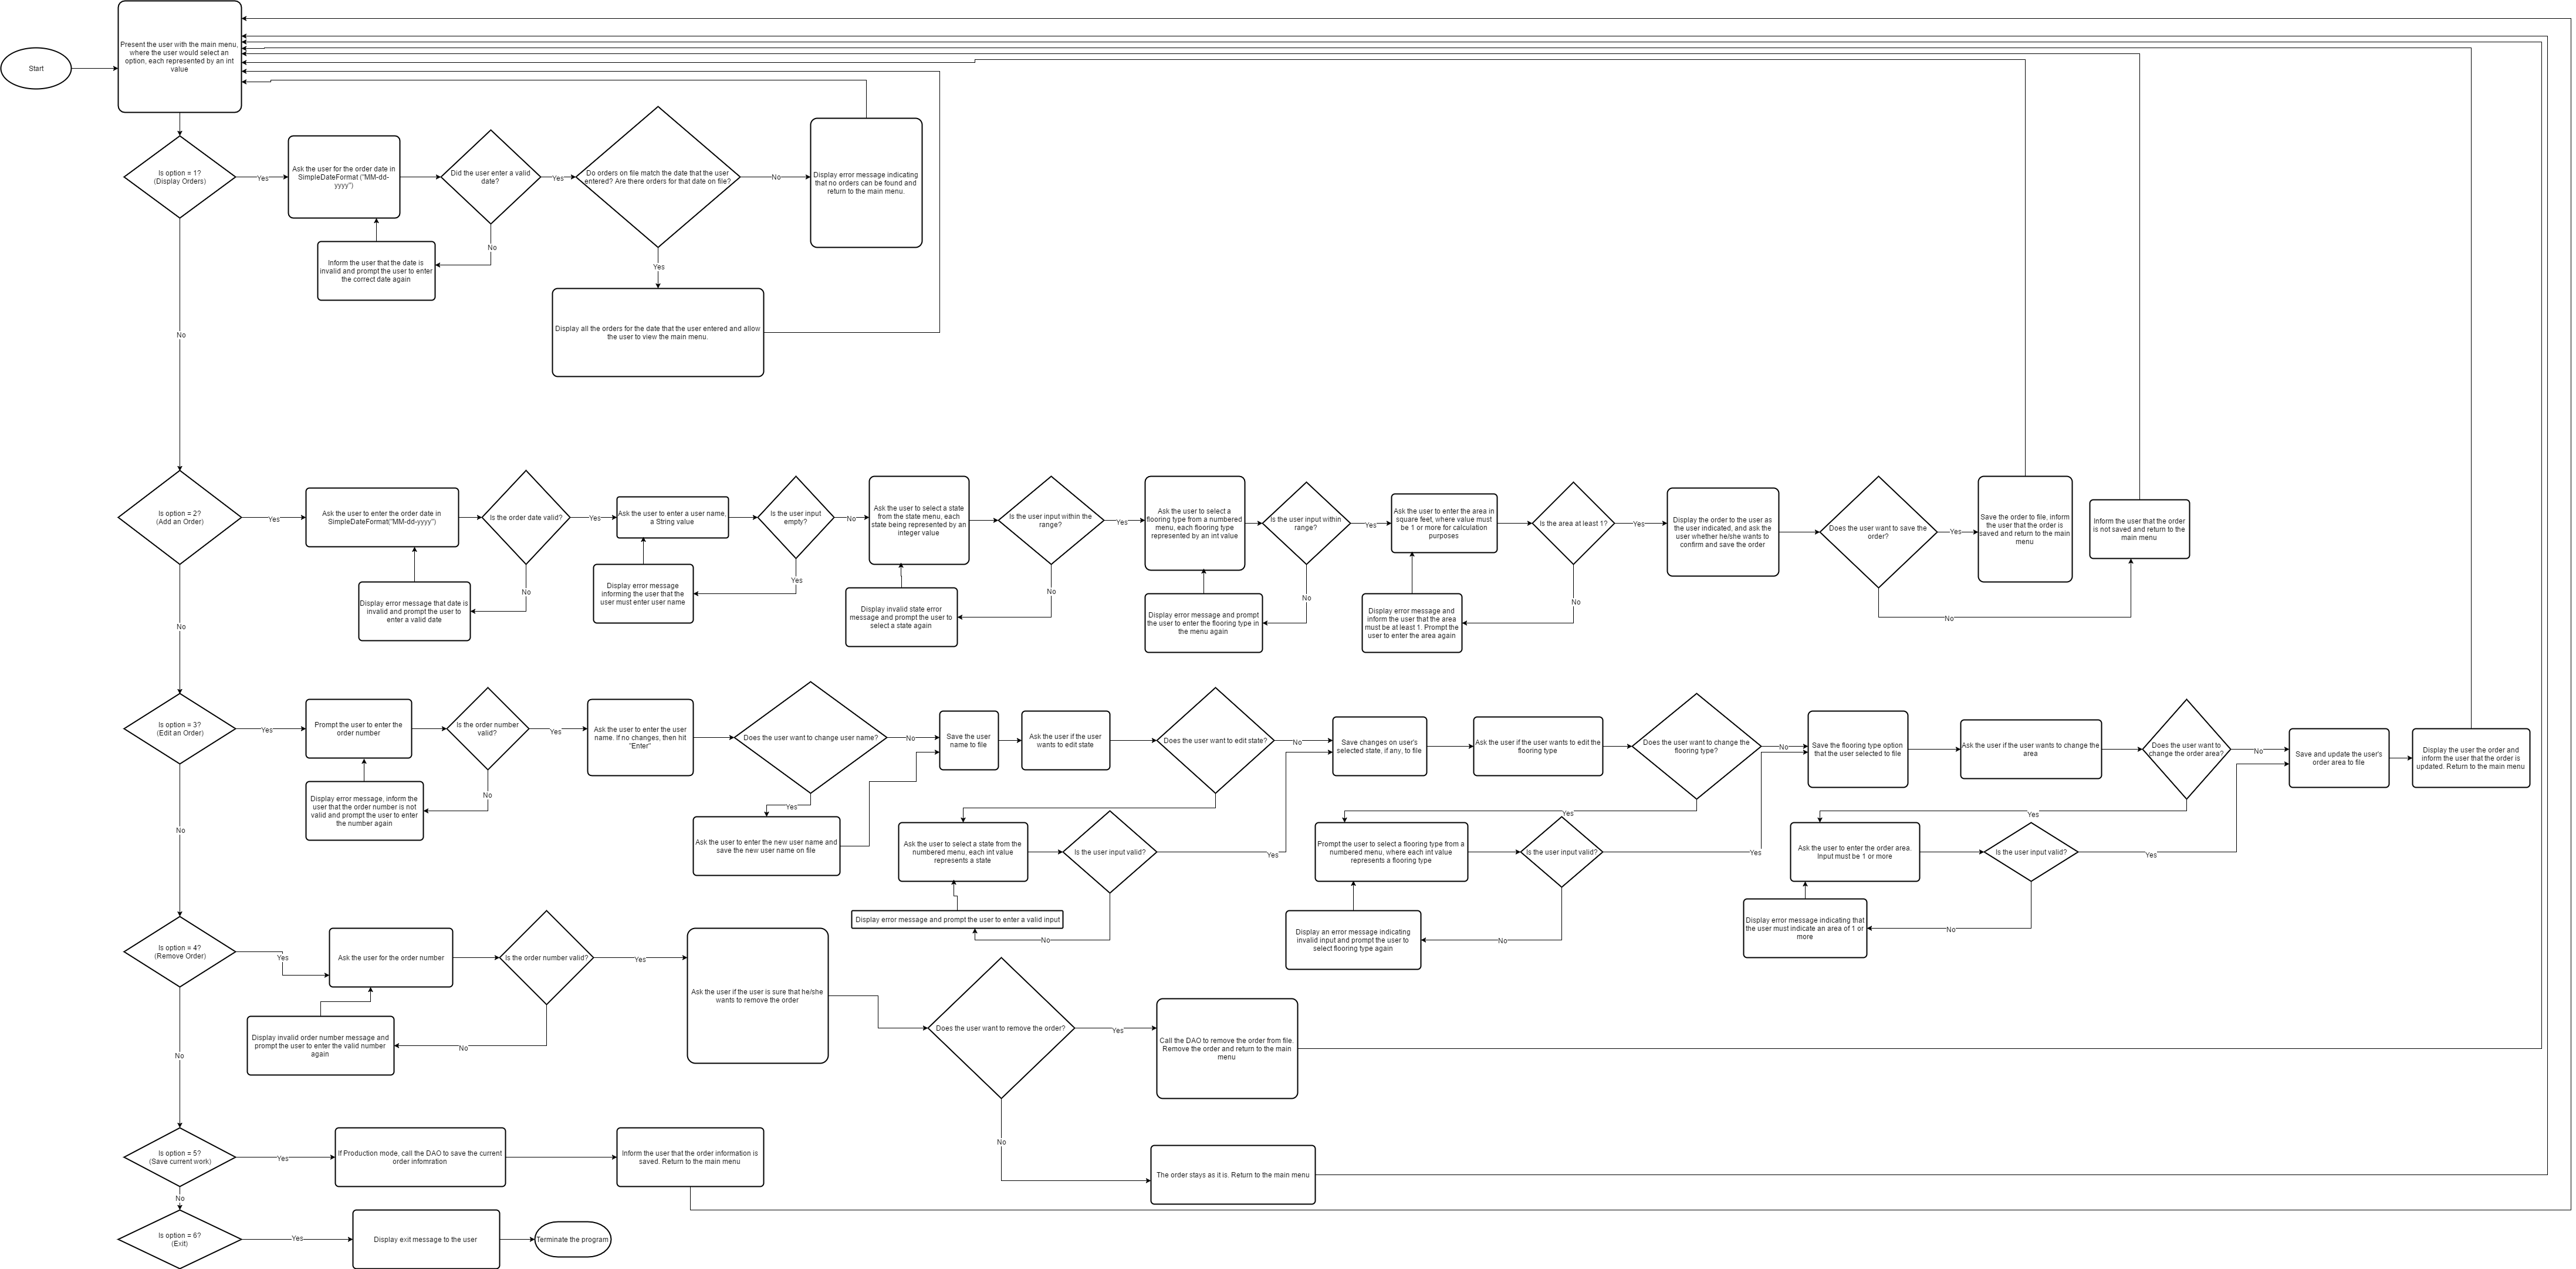 Present the user with the main menu,
where the user would select an
option, each represented by an int
value
Start
Is option = 1?
(Display Orders)
Yes
Ask the user for the order date in
SimpleDateFormat ("MM-dd-
yyyy")
Did the user enter a valid
date?
Yes
Do orders on file match the date that the user
entered? Are there orders for that date on file?
No
Display error message indicating
that no orders can be found and
return to the main menu.
No
Inform the user that the date is
invalid and prompt the user to enter
the correct date again
Yes
Display all the orders for the date that the user entered and allow
the user to view the main menu.
No
Is option = 2?
(Add an Order)
Yes
Ask the user to enter the order date in
SimpleDateFormat("MM-dd-yyyy")
Is the order date valid?
Yes
Ask the user to enter a user name,
a String value
Is the user input
empty?
No
Ask the user to select a state
from the state menu, each
state being represented by an
integer value
Is the user input within the
range?
Yes
Ask the user to select a
flooring type from a numbered
menu, each flooring type
represented by an int value
Is the user input within
range?
Yes
Ask the user to enter the area in
square feet, where value must
be 1 or more for calculation
purposes
Is the area at least 1?
Yes
Display the order to the user as
the user indicated, and ask the
user whether he/she wants to
confirm and save the order
Does the user want to save the
order?
Yes
Save the order to file, inform
the user that the order is
saved and return to the main
menu
Inform the user that the order
is not saved and return to the
main menu
No
Display error message that date is
invalid and prompt the user to
enter a valid date
Yes
Display error message
informing the user that the
user must enter user name
No
Display invalid state error
message and prompt the user to
select a state again
No
Display error message and prompt
the user to enter the flooring type in
the menu again
No
Display error message and
inform the user that the area
must be at least 1. Prompt the
user to enter the area again
No
No
Is option = 3?
(Edit an Order)
Yes
Prompt the user to enter the
order number
Is the order number
valid?
Yes
Ask the user to enter the user
name. If no changes, then hit
"Enter"
Does the user want to change user name?
No
Save the user
name to file
Ask the user if the user
wants to edit state
Does the user want to edit state?
No
Save changes on user's
selected state, if any, to file
Ask the user if the user wants to edit the
flooring type
Does the user want to change the
flooring type?
No
Save the flooring type option
that the user selected to file
Ask the user if the user wants to change the
area
Does the user want to
change the order area?
No
Save and update the user's
order area to file
Display the user the order and
inform the user that the order is
updated. Return to the main menu
No
Display error message, inform the
user that the order number is not
valid and prompt the user to enter
the number again
Yes
Ask the user to enter the new user name and
save the new user name on file
Ask the user to select a state from the
numbered menu, each int value
represents a state
Is the user input valid?
Yes
Yes
Prompt the user to select a flooring type from a
numbered menu, where each int value
represents a flooring type
Is the user input valid?
Yes
Yes
Ask the user to enter the order area.
Input must be 1 or more
Is the user input valid?
Yes
Display error message and prompt the user to enter a valid input
No
Display an error message indicating
invalid input and prompt the user to
select flooring type again
No
Display error message indicating that
the user must indicate an area of 1 or
more
No
No
Is option = 4?
(Remove Order)
Yes
Ask the user for the order number
Is the order number valid?
Yes
Ask the user if the user is sure that he/she
wants to remove the order
Does the user want to remove the order?
Yes
Call the DAO to remove the order from file.
Remove the order and return to the main
menu
Display invalid order number message and
prompt the user to enter the valid number
again
No
No
No
The order stays as it is. Return to the main menu
Is option = 5?
(Save current work)
Yes
If Production mode, call the DAO to save the current
order infomration
Inform the user that the order information is
saved. Return to the main menu
No
Is option = 6?
(Exit)
Yes
Display exit message to the user
Terminate the program